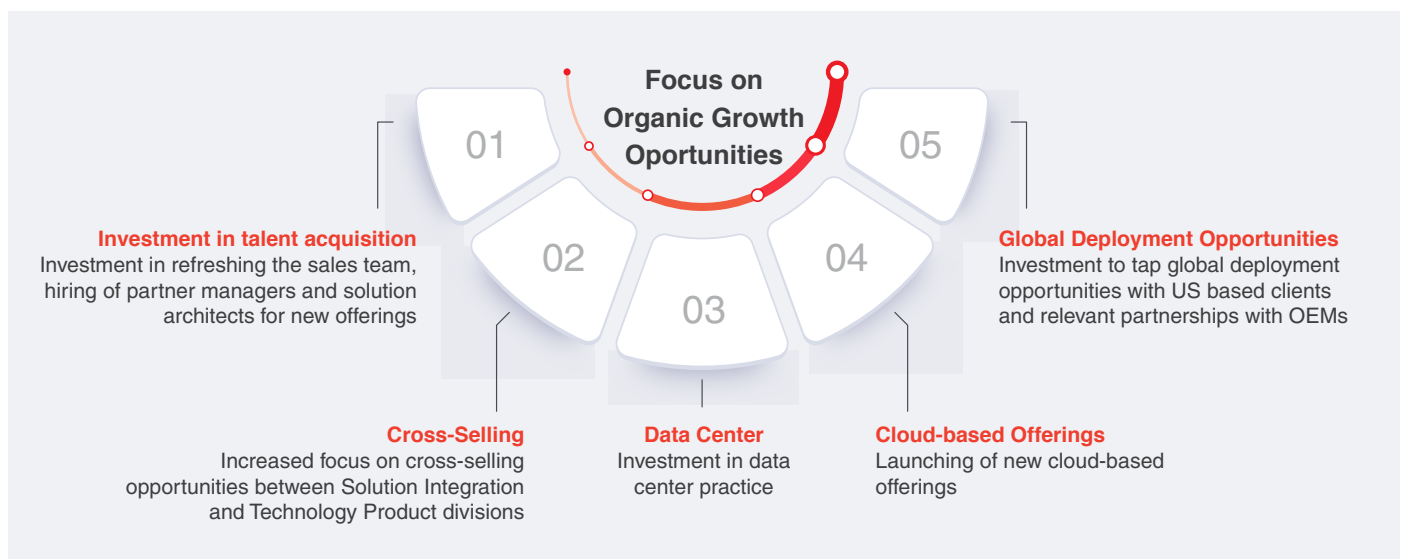 Focus on
Organic Growth
Oportunities
01
Investment in talent acquisition
Investment in refreshing the sales team,
hiring of partner managers and solution
architects for new offerings
02
Cross-Selling
Increased focus on cross-selling
opportunities between Solution Integration
and Technology Product divisions
03
Data Center
Investment in data
center practice
04
Cloud-based Offerings
Launching of new cloud-based
offerings
05
Global Deployment Opportunities
Investment to tap global deployment
opportunities with US based clients
and relevant partnerships with OEMs